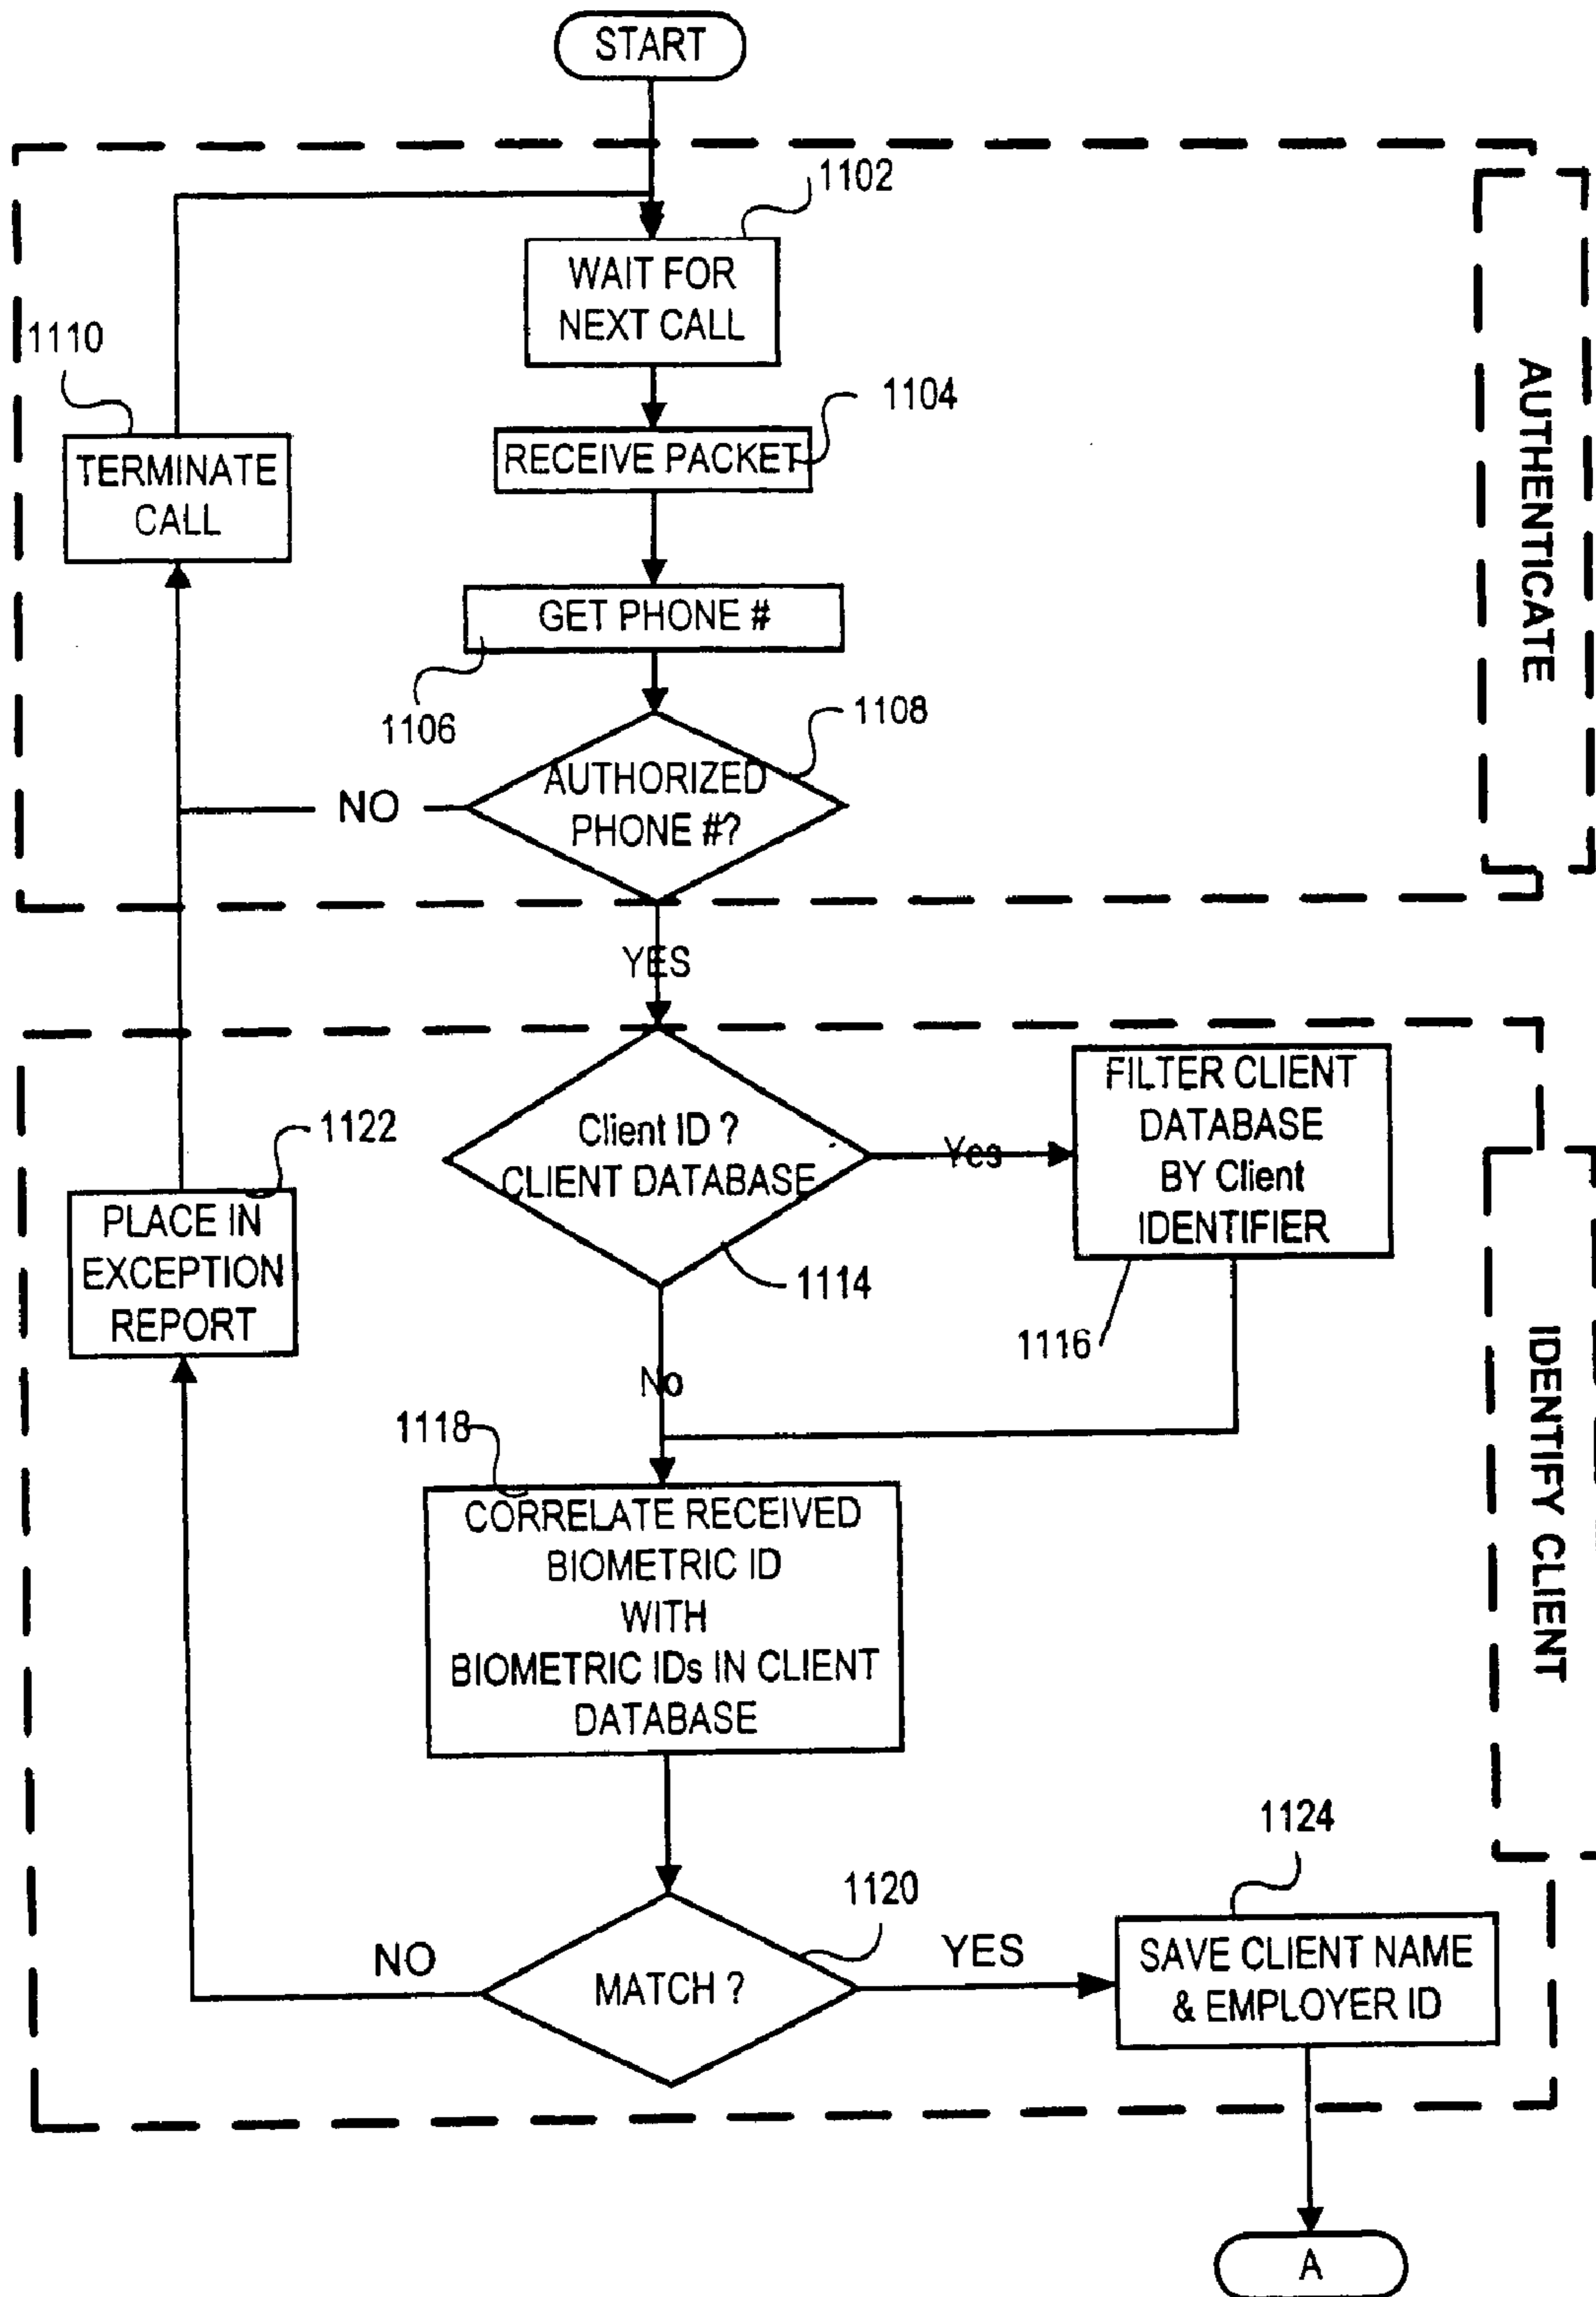 START
1102
WAIT FOR
NEXT CALL
1110
1104
TERMINATE
CALL
RECEIVE PACKET
GET PHONE #
1106
1108
AUTHORIZED
PHONE #?
NO
AUTHENTICATE
YES
Client ID ?
CLIENT DATABASE
Yes
FILTER CLIENT
DATABASE
BY Client
IDENTIFIER
1122
PLACE IN
EXCEPTION
REPORT
1114
1116
No
IDENTIFY CLIENT
1118
CORRELATE RECEIVED
BIOMETRIC ID
WITH
BIOMETRIC IDs IN CLIENT
DATABASE
1120
1124
NO
MATCH ?
YES
SAVE CLIENT NAME
& EMPLOYER ID
A